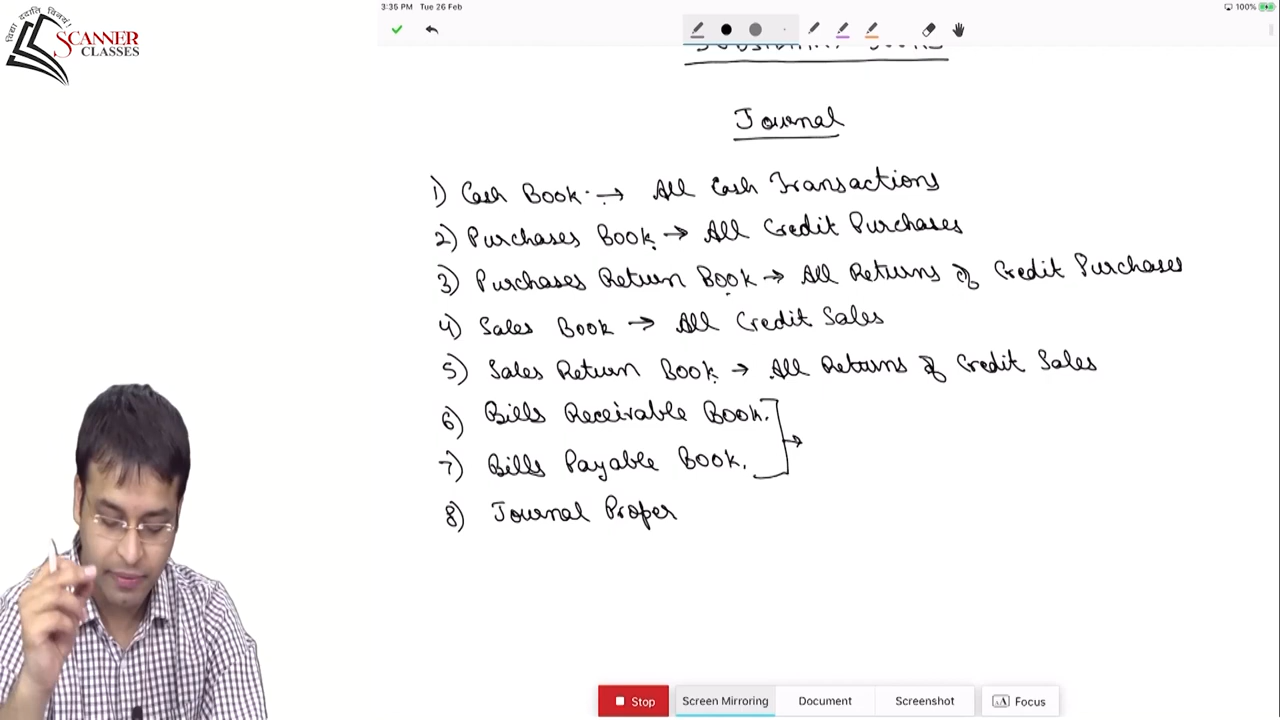 3:35 PM Tue 26 Feb
100%
विद्या ददाति विनयं।
SCANNER
CLASSES
Journal
1) Cash Book → All Cash Transactions
2) Purchases Book → All Credit Purchases
3) Purchases Return Book → All Returns of Credit Purchases
4) Sales Book → All Credit Sales
5) Sales Return Book → All Returns of Credit Sales
6) Bills Receivable Book.
7) Bills Payable Book. →
8) Journal Proper
Stop Screen Mirroring Document Screenshot AA Focus